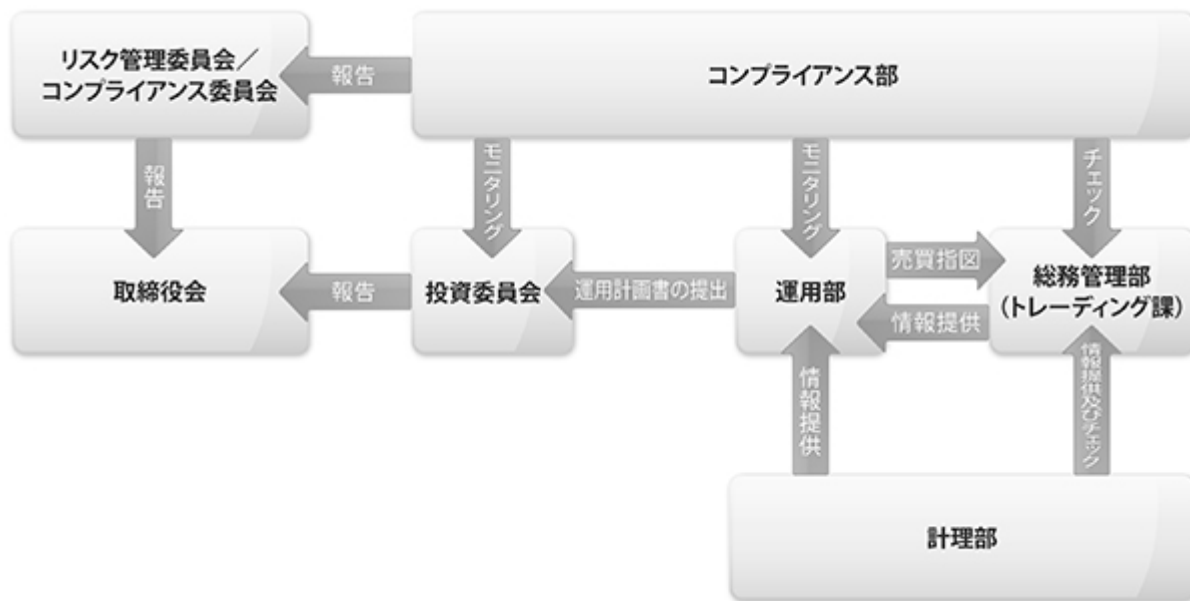 リスク管理委員会／
コンプライアンス委員会
報告
コンプライアンス部
報告
モニタリング
モニタリング
チェック
取締役会
報告
投資委員会
運用計画書の提出
運用部
売買指図
情報提供
総務管理部
（トレーディング課）
情報提供
情報提供及びチェック
計理部